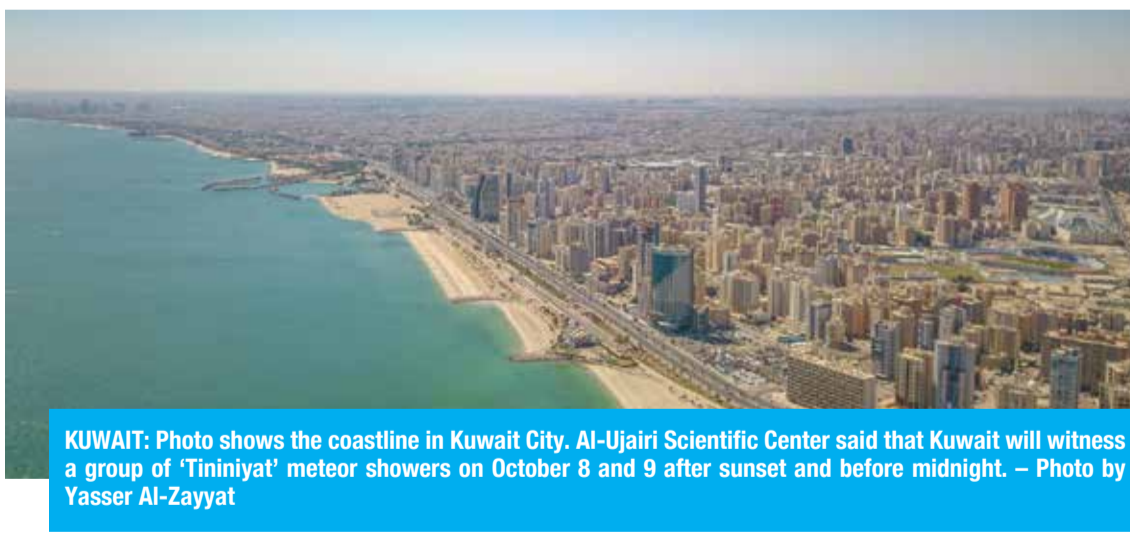 KUWAIT: Photo shows the coastline in Kuwait City. Al-Ujairi Scientific Center said that Kuwait will witness
a group of ‘Tininiyat’ meteor showers on October 8 and 9 after sunset and before midnight. – Photo by
Yasser Al-Zayyat